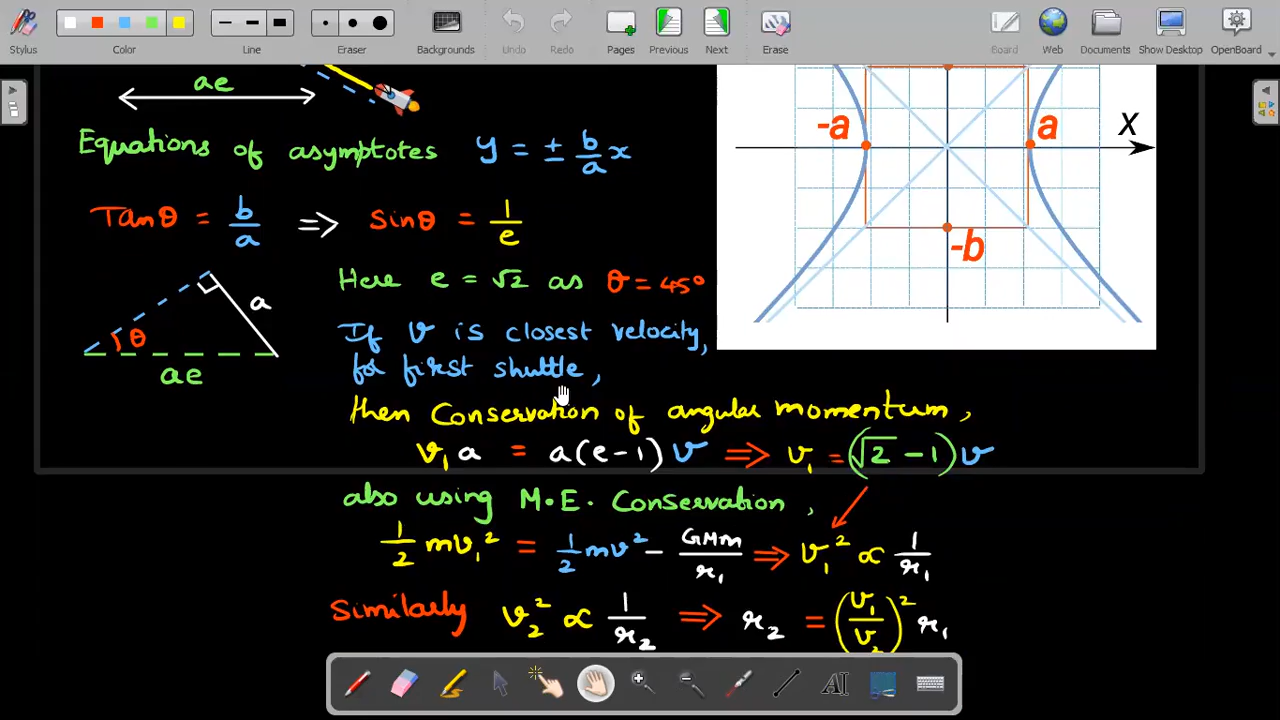 Stylus
Color
Line
Eraser
Backgrounds
Undo
Redo
Pages
Previous
Next
Erase
Board
Web
Documents
Show Desktop
OpenBoard
ae
Equations of asymptotes y = ± b/a x
Tanθ = b/a => Sinθ = 1/e
Here e = √2 as θ = 45°
a
θ
ae
If v is closest velocity,
for first shuttle,
then Conservation of angular momentum,
v₁a = a(e-1)v => v₁ = (√2 - 1)v
also using M.E. Conservation,
1/2 mv₁² = 1/2 mv² - GMm/r₁ => v₁² ∝ 1/r₁
Similarly v₂² ∝ 1/r₂ => r₂ = (v₁/v₂)² r₁
-a
a
X
-b
AI